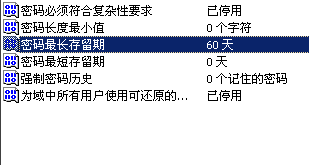 密码必须符合复杂性要求 已停用
密码长度最小值 0 个字符
密码最长存留期 60 天
密码最短存留期 0 天
强制密码历史 0 个记住的密码
为域中所有用户使用可还原的... 已停用